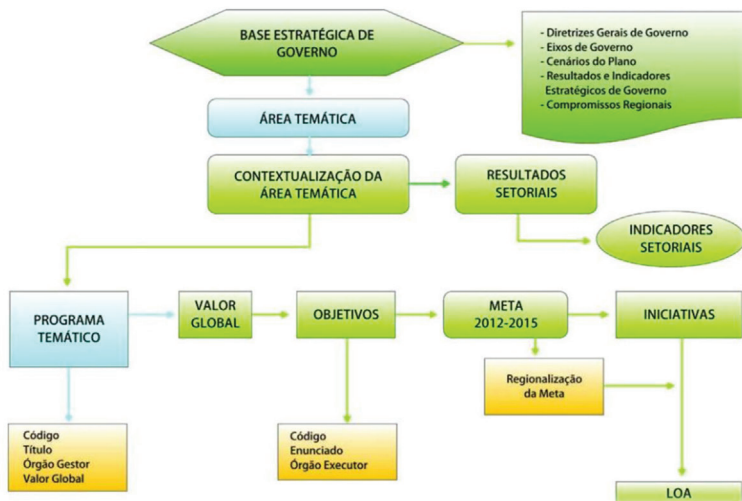 BASE ESTRATÉGICA DE
GOVERNO
- Diretrizes Gerais de Governo
- Eixos de Governo
- Cenários do Plano
- Resultados e Indicadores
Estratégicos de Governo
- Compromissos Regionais
ÁREA TEMÁTICA
CONTEXTUALIZAÇÃO DA
ÁREA TEMÁTICA
RESULTADOS
SETORIAIS
INDICADORES
SETORIAIS
PROGRAMA
TEMÁTICO
VALOR
GLOBAL
OBJETIVOS
META
2012-2015
INICIATIVAS
Regionalização
da Meta
Código
Título
Órgão Gestor
Valor Global
Código
Enunciado
Órgão Executor
LOA